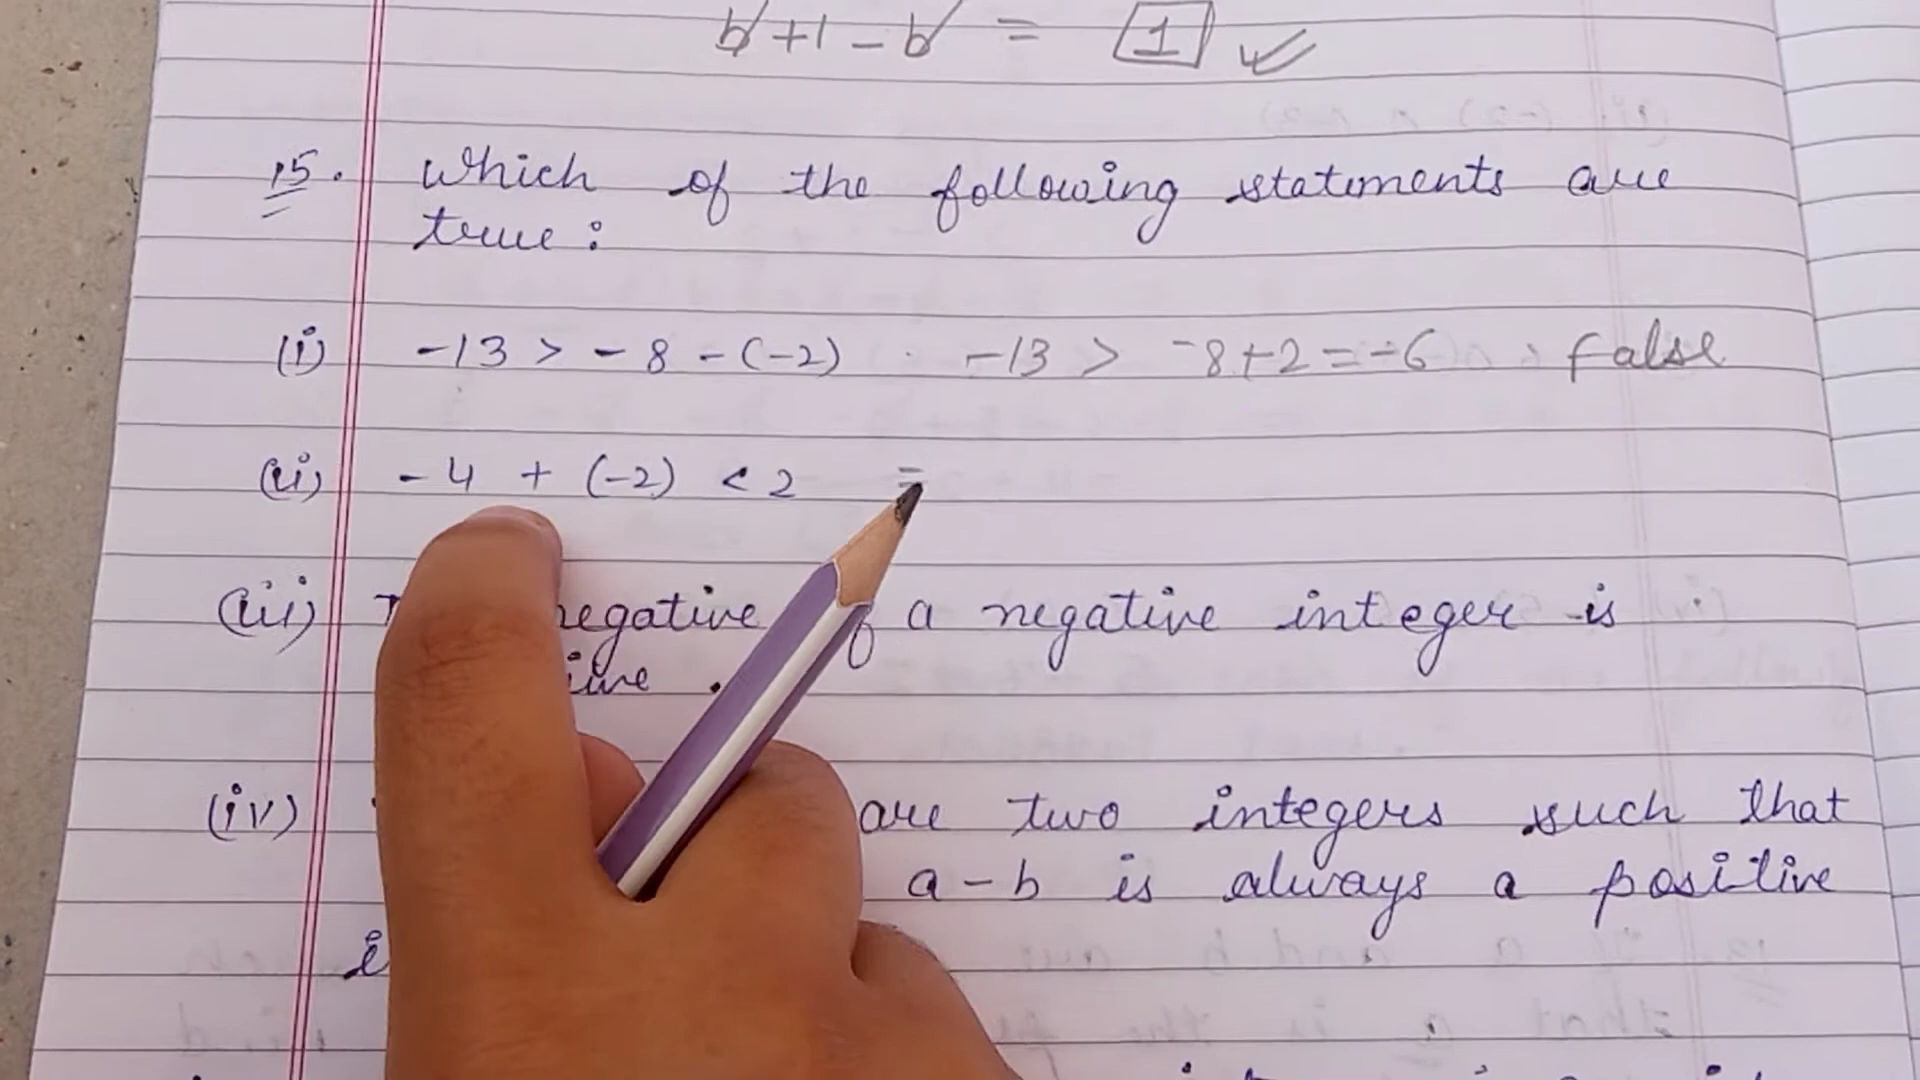 b+1-b = 1
15. Which of the following statements are
true:
(i) -13 > -8 -(-2) -13 > -8+2 = -6 false
(ii) -4 + (-2) < 2 =
(iii) negative a negative integer is
(iv) are two integers such that
a-b is always a positive